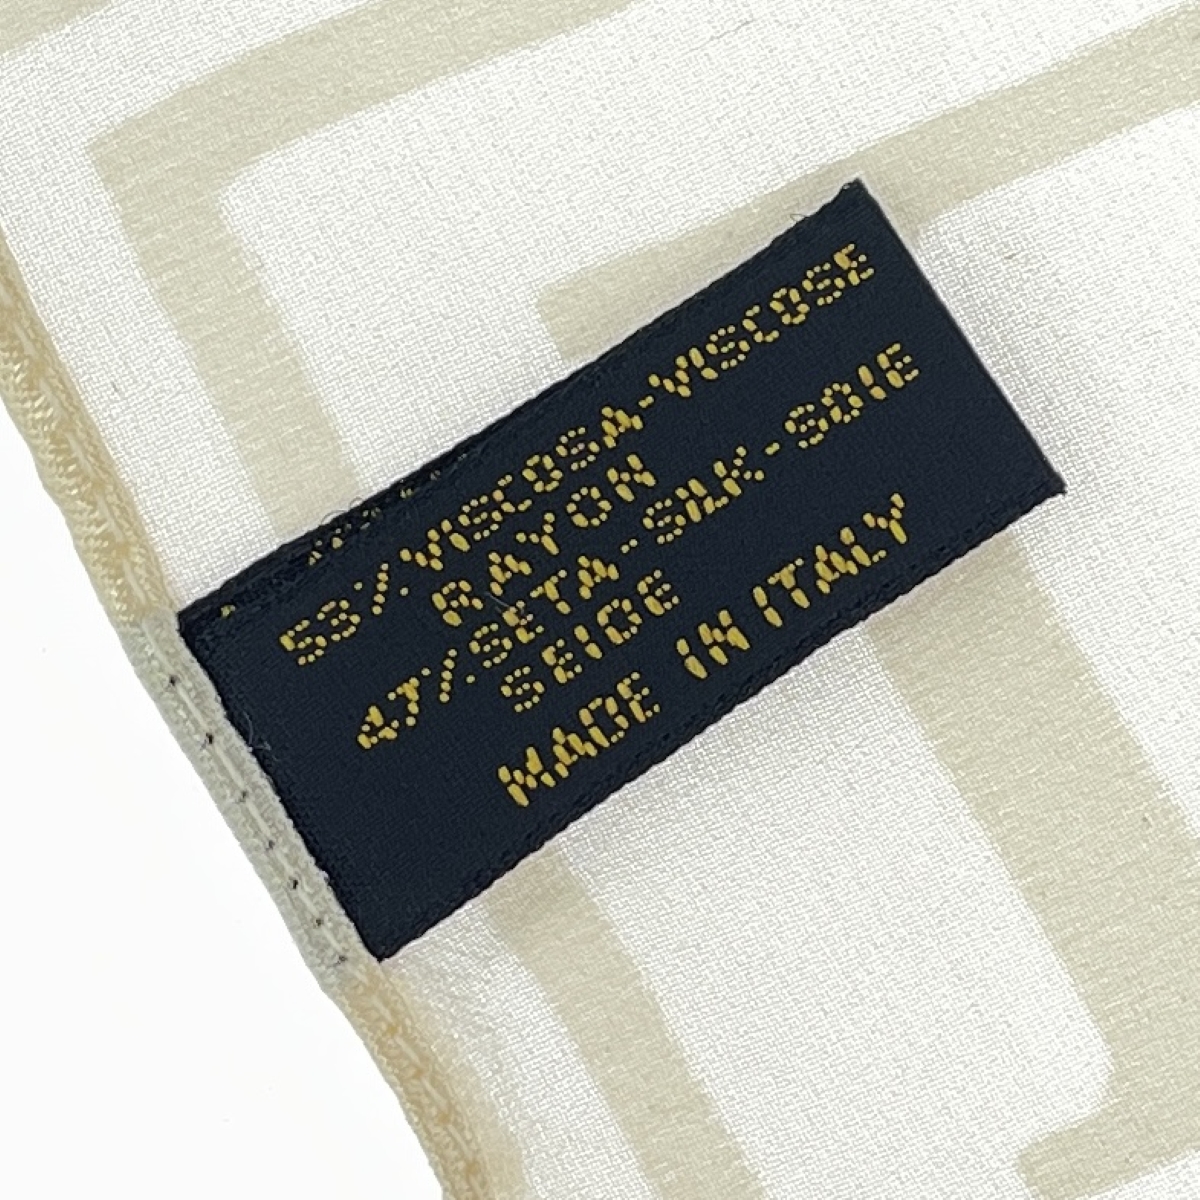 53%VISCOSA-VISCOSE
RAYON
47%SETA-SILK-SOIE
SEIDE
MADE IN ITALY